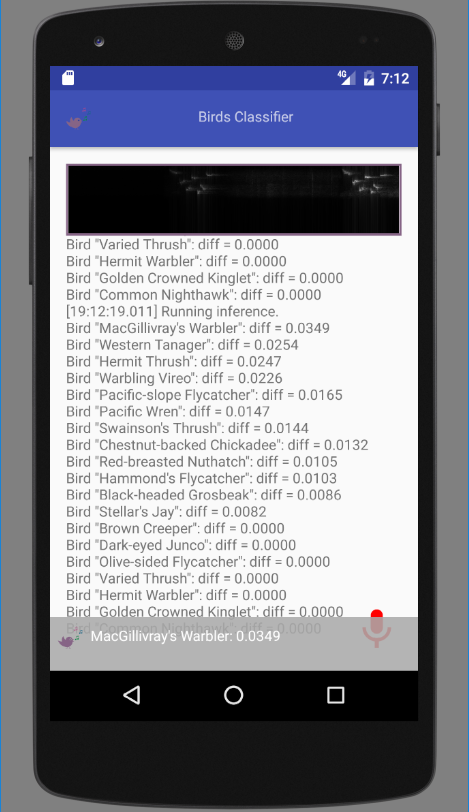 4G 7:12
Birds Classifier
Bird "Varied Thrush": diff = 0.0000
Bird "Hermit Warbler": diff = 0.0000
Bird "Golden Crowned Kinglet": diff = 0.0000
Bird "Common Nighthawk": diff = 0.0000
[19:12:19.011] Running inference.
Bird "MacGillivray's Warbler": diff = 0.0349
Bird "Western Tanager": diff = 0.0254
Bird "Hermit Thrush": diff = 0.0247
Bird "Warbling Vireo": diff = 0.0226
Bird "Pacific-slope Flycatcher": diff = 0.0165
Bird "Pacific Wren": diff = 0.0147
Bird "Swainson's Thrush": diff = 0.0144
Bird "Chestnut-backed Chickadee": diff = 0.0132
Bird "Red-breasted Nuthatch": diff = 0.0105
Bird "Hammond's Flycatcher": diff = 0.0103
Bird "Black-headed Grosbeak": diff = 0.0086
Bird "Stellar's Jay": diff = 0.0082
Bird "Brown Creeper": diff = 0.0000
Bird "Dark-eyed Junco": diff = 0.0000
Bird "Olive-sided Flycatcher": diff = 0.0000
Bird "Varied Thrush": diff = 0.0000
Bird "Hermit Warbler": diff = 0.0000
Bird "Golden Crowned Kinglet": diff = 0.0000
Bird "Common Nighthawk": diff = 0.0000
MacGillivray's Warbler: 0.0349